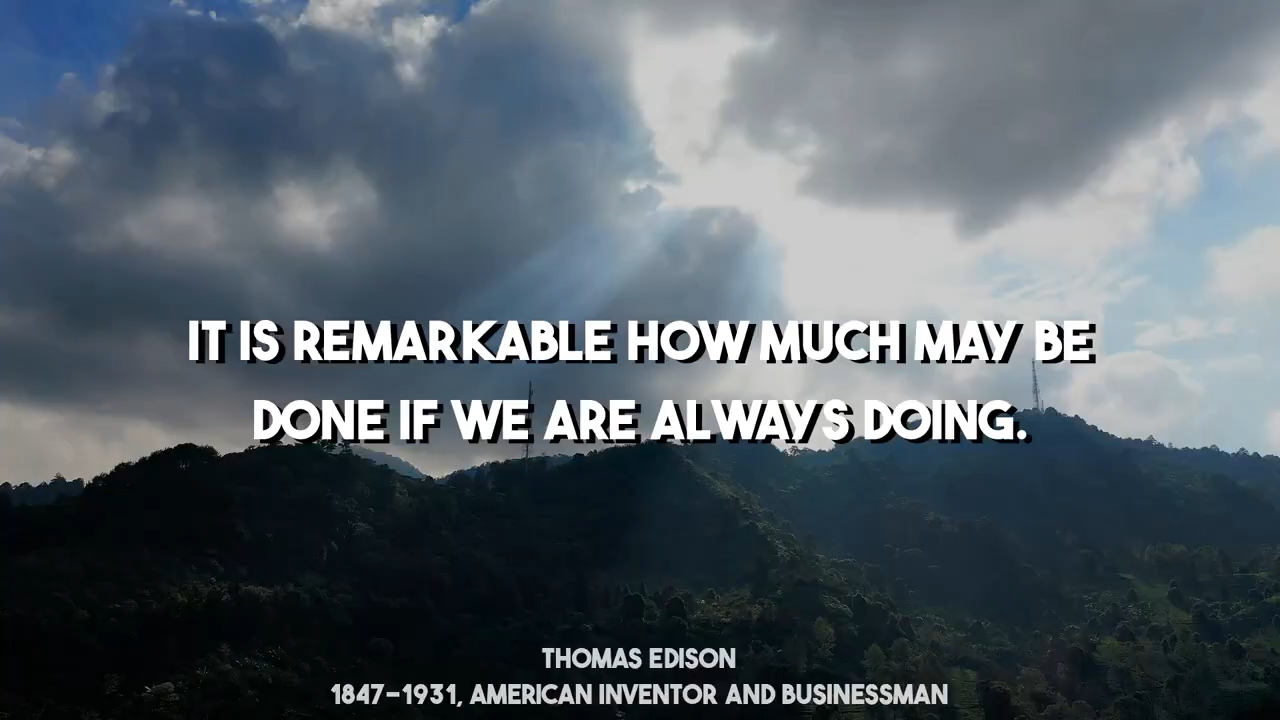 IT IS REMARKABLE HOW MUCH MAY BE
DONE IF WE ARE ALWAYS DOING.
THOMAS EDISON
1847-1931, AMERICAN INVENTOR AND BUSINESSMAN